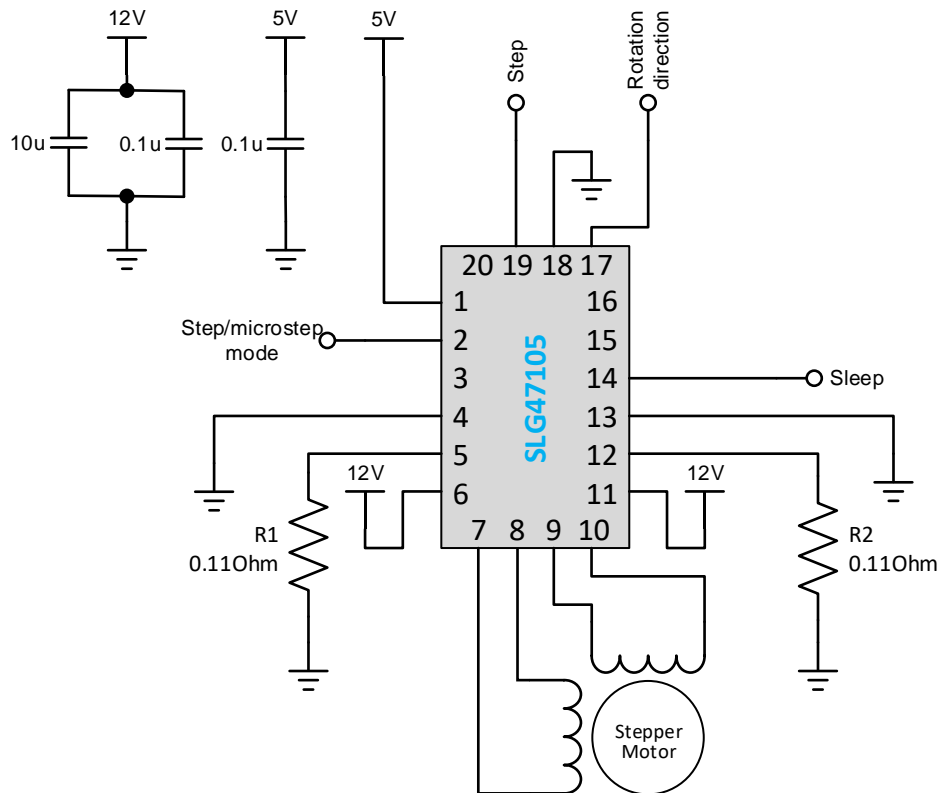 12V
5V
5V
Step
Rotation
direction
10u
0.1u
0.1u
20
19
18
17
1
2
3
4
5
6
16
15
14
13
12
11
7
8
9
10
SLG47105
Step/microstep
mode
Sleep
12V
12V
R1
0.11Ohm
R2
0.11Ohm
Stepper
Motor